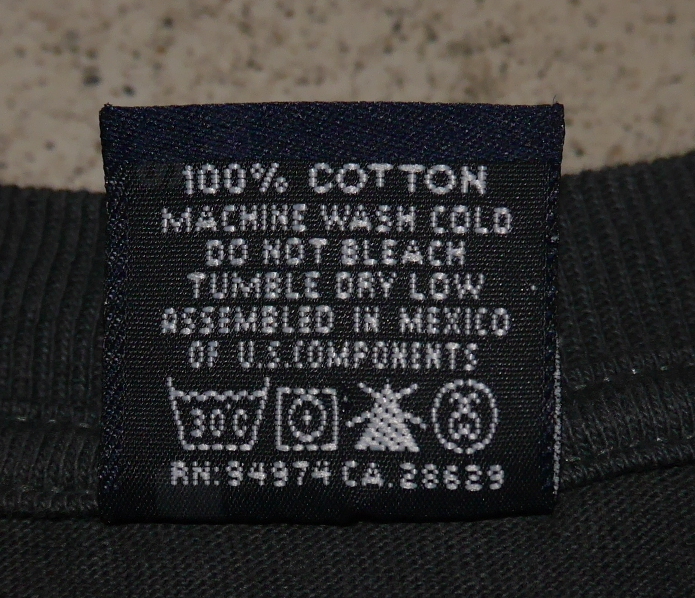 100% COTTON
MACHINE WASH COLD
DO NOT BLEACH
TUMBLE DRY LOW
ASSEMBLED IN MEXICO
OF U.S.COMPONENTS
30C
RN:94974 CA.28629